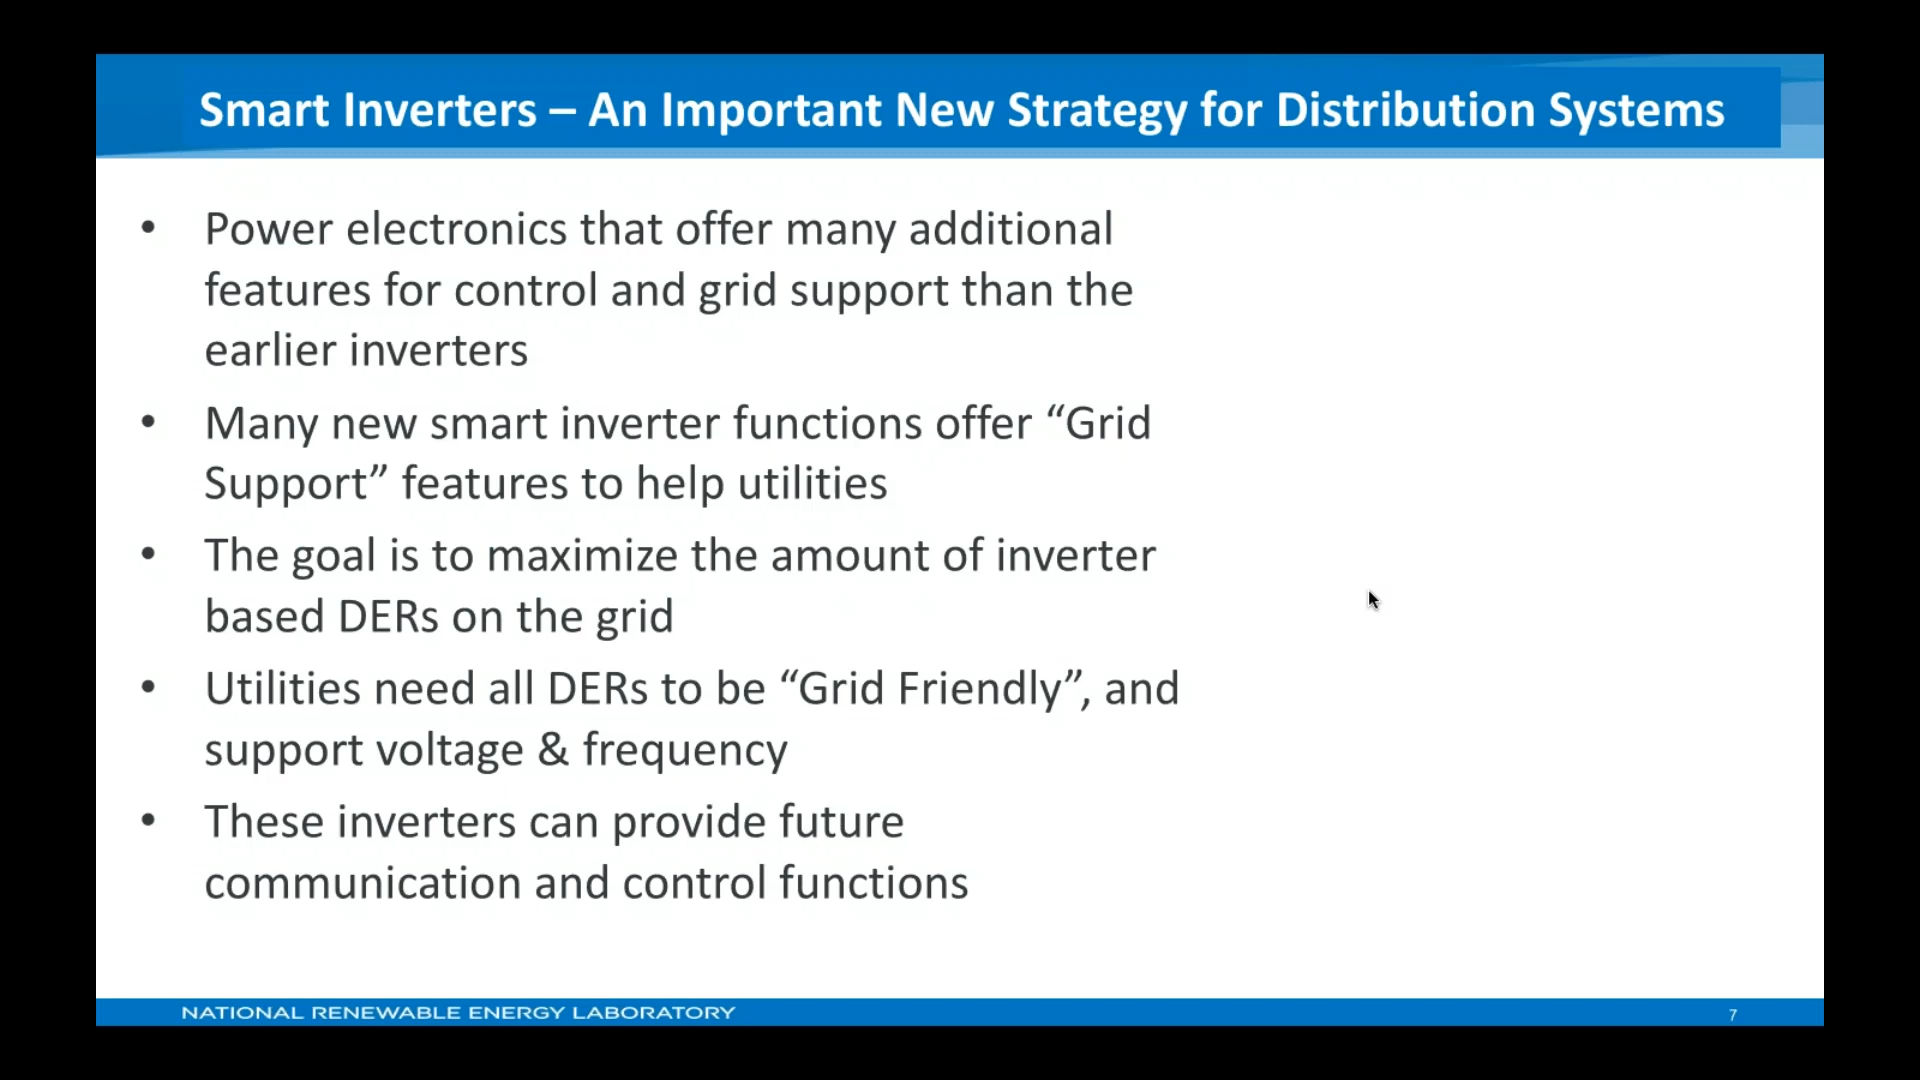 Smart Inverters – An Important New Strategy for Distribution Systems
• Power electronics that offer many additional
features for control and grid support than the
earlier inverters
• Many new smart inverter functions offer “Grid
Support” features to help utilities
• The goal is to maximize the amount of inverter
based DERs on the grid
• Utilities need all DERs to be “Grid Friendly”, and
support voltage & frequency
• These inverters can provide future
communication and control functions
NATIONAL RENEWABLE ENERGY LABORATORY
7